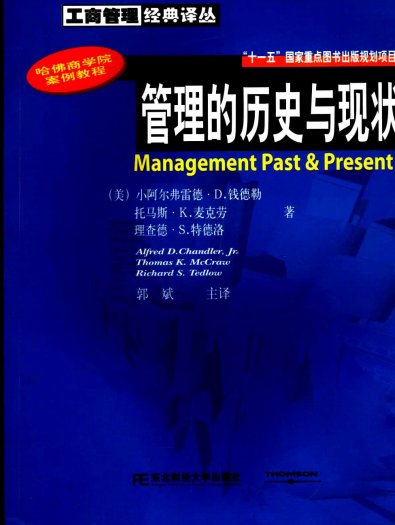 工商管理 经典译丛
“十一五”国家重点图书出版规划项目
哈佛商学院
案例教程
管理的历史与现状
Management Past & Present
(美) 小阿尔弗雷德·D.钱德勒
托马斯·K.麦克劳 著
理查德·S.特德洛
Alfred D.Chandler, Jr.
Thomas K. McCraw
Richard S. Tedlow
郭 斌 主译
东北财经大学出版社
THOMSON